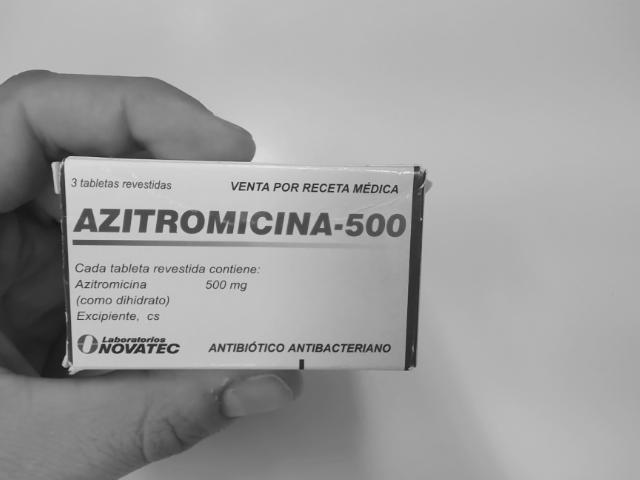 3 tabletas revestidas
VENTA POR RECETA MÉDICA
AZITROMICINA-500
Cada tableta revestida contiene:
Azitromicina 500 mg
(como dihidrato)
Excipiente, cs
Laboratorios
NOVATEC
ANTIBIÓTICO ANTIBACTERIANO